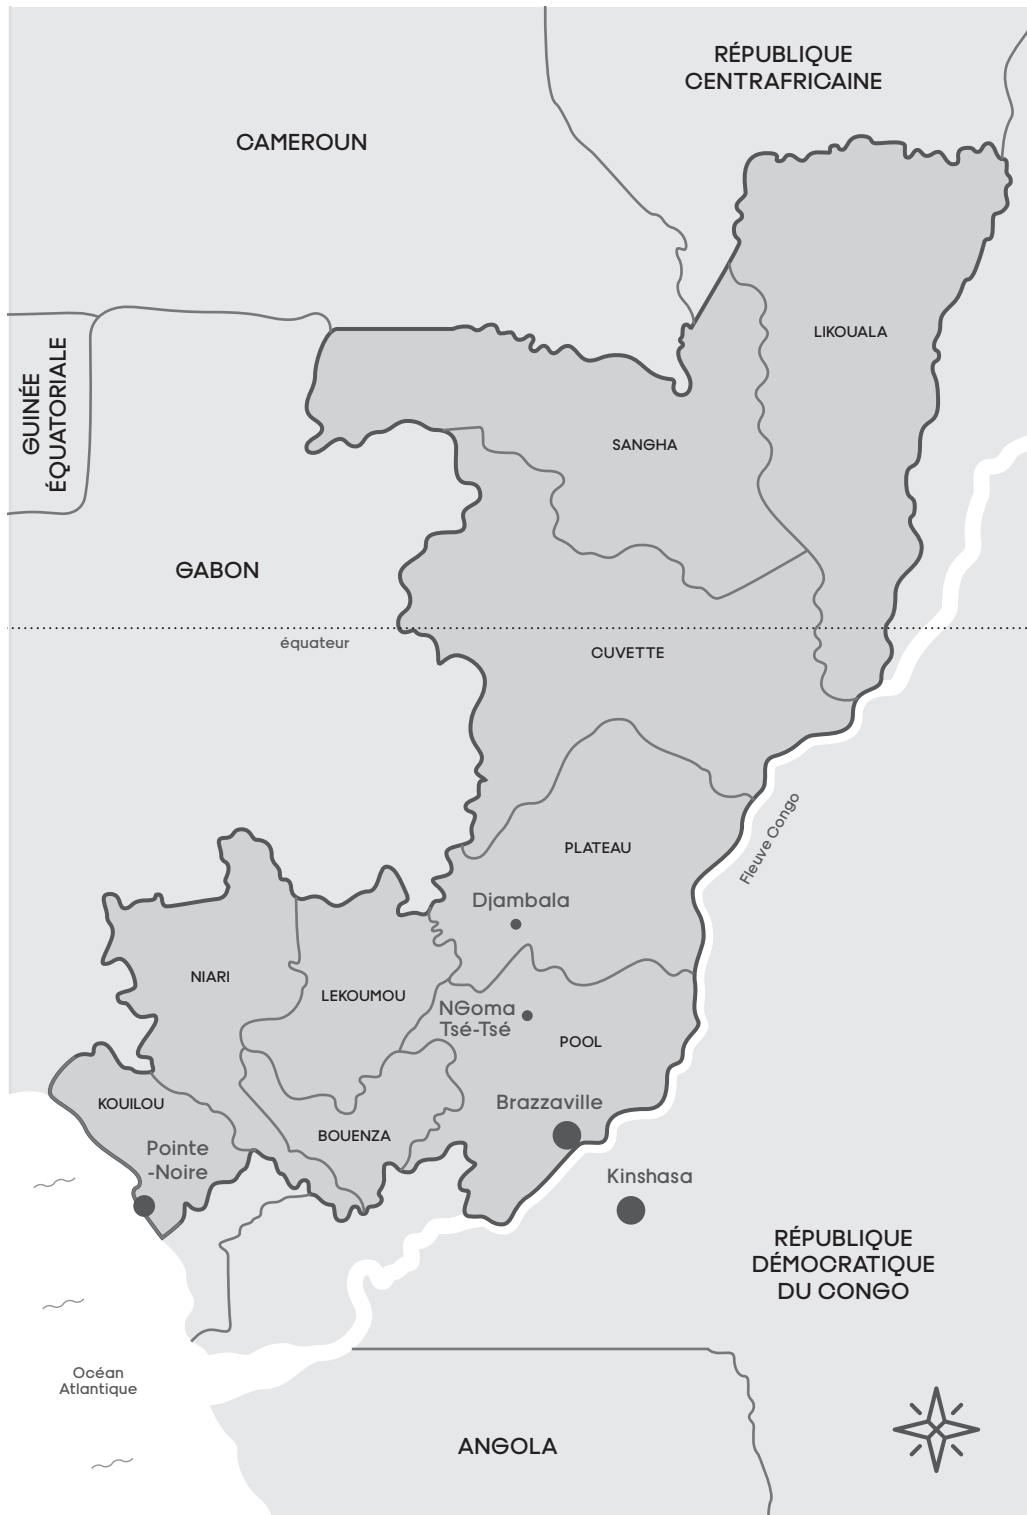 RÉPUBLIQUE
CENTRAFRICAINE
CAMEROUN
LIKOUALA
GUINÉE
ÉQUATORIALE
SANGHA
GABON
équateur
CUVETTE
Fleuve Congo
PLATEAU
Djambala
NIARI
LEKOUMOU
NGoma
Tsé-Tsé
POOL
KOUILOU
Brazzaville
BOUENZA
Pointe
-Noire
Kinshasa
RÉPUBLIQUE
DÉMOCRATIQUE
DU CONGO
Océan
Atlantique
ANGOLA